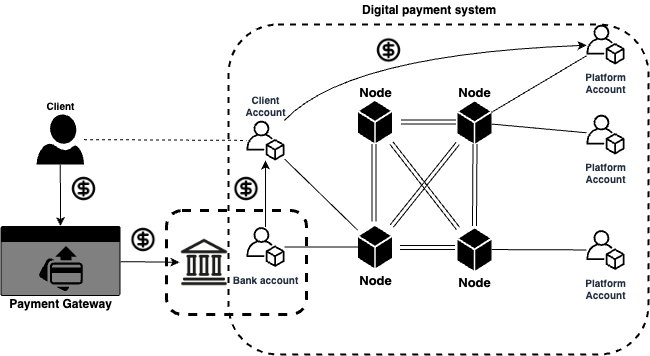 Digital payment system
Client
Client
Account
Node
Node
Platform
Account
Platform
Account
Payment Gateway
Bank account
Node
Node
Platform
Account